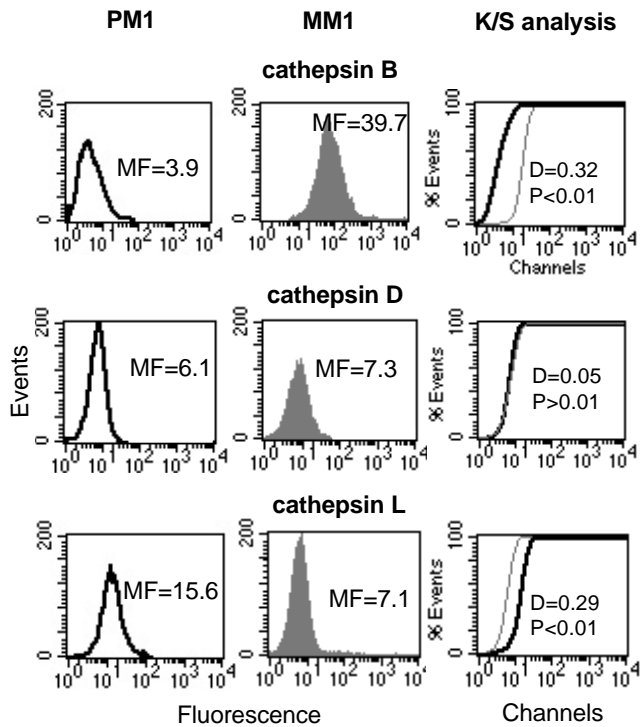 PM1 MM1 K/S analysis
cathepsin B
200 200 100
MF=3.9 MF=39.7 D=0.32
P<0.01
% Events
0 0 0
10^0 10^1 10^2 10^3 10^4 10^0 10^1 10^2 10^3 10^4 10^0 10^1 10^2 10^3 10^4
Channels
cathepsin D
200 200 100
MF=6.1 MF=7.3 D=0.05
P>0.01
Events % Events
0 0 0
10^0 10^1 10^2 10^3 10^4 10^0 10^1 10^2 10^3 10^4 10^0 10^1 10^2 10^3 10^4
cathepsin L
200 200 100
MF=15.6 MF=7.1 D=0.29
P<0.01
% Events
0 0 0
10^0 10^1 10^2 10^3 10^4 10^0 10^1 10^2 10^3 10^4 10^0 10^1 10^2 10^3 10^4
Fluorescence Channels